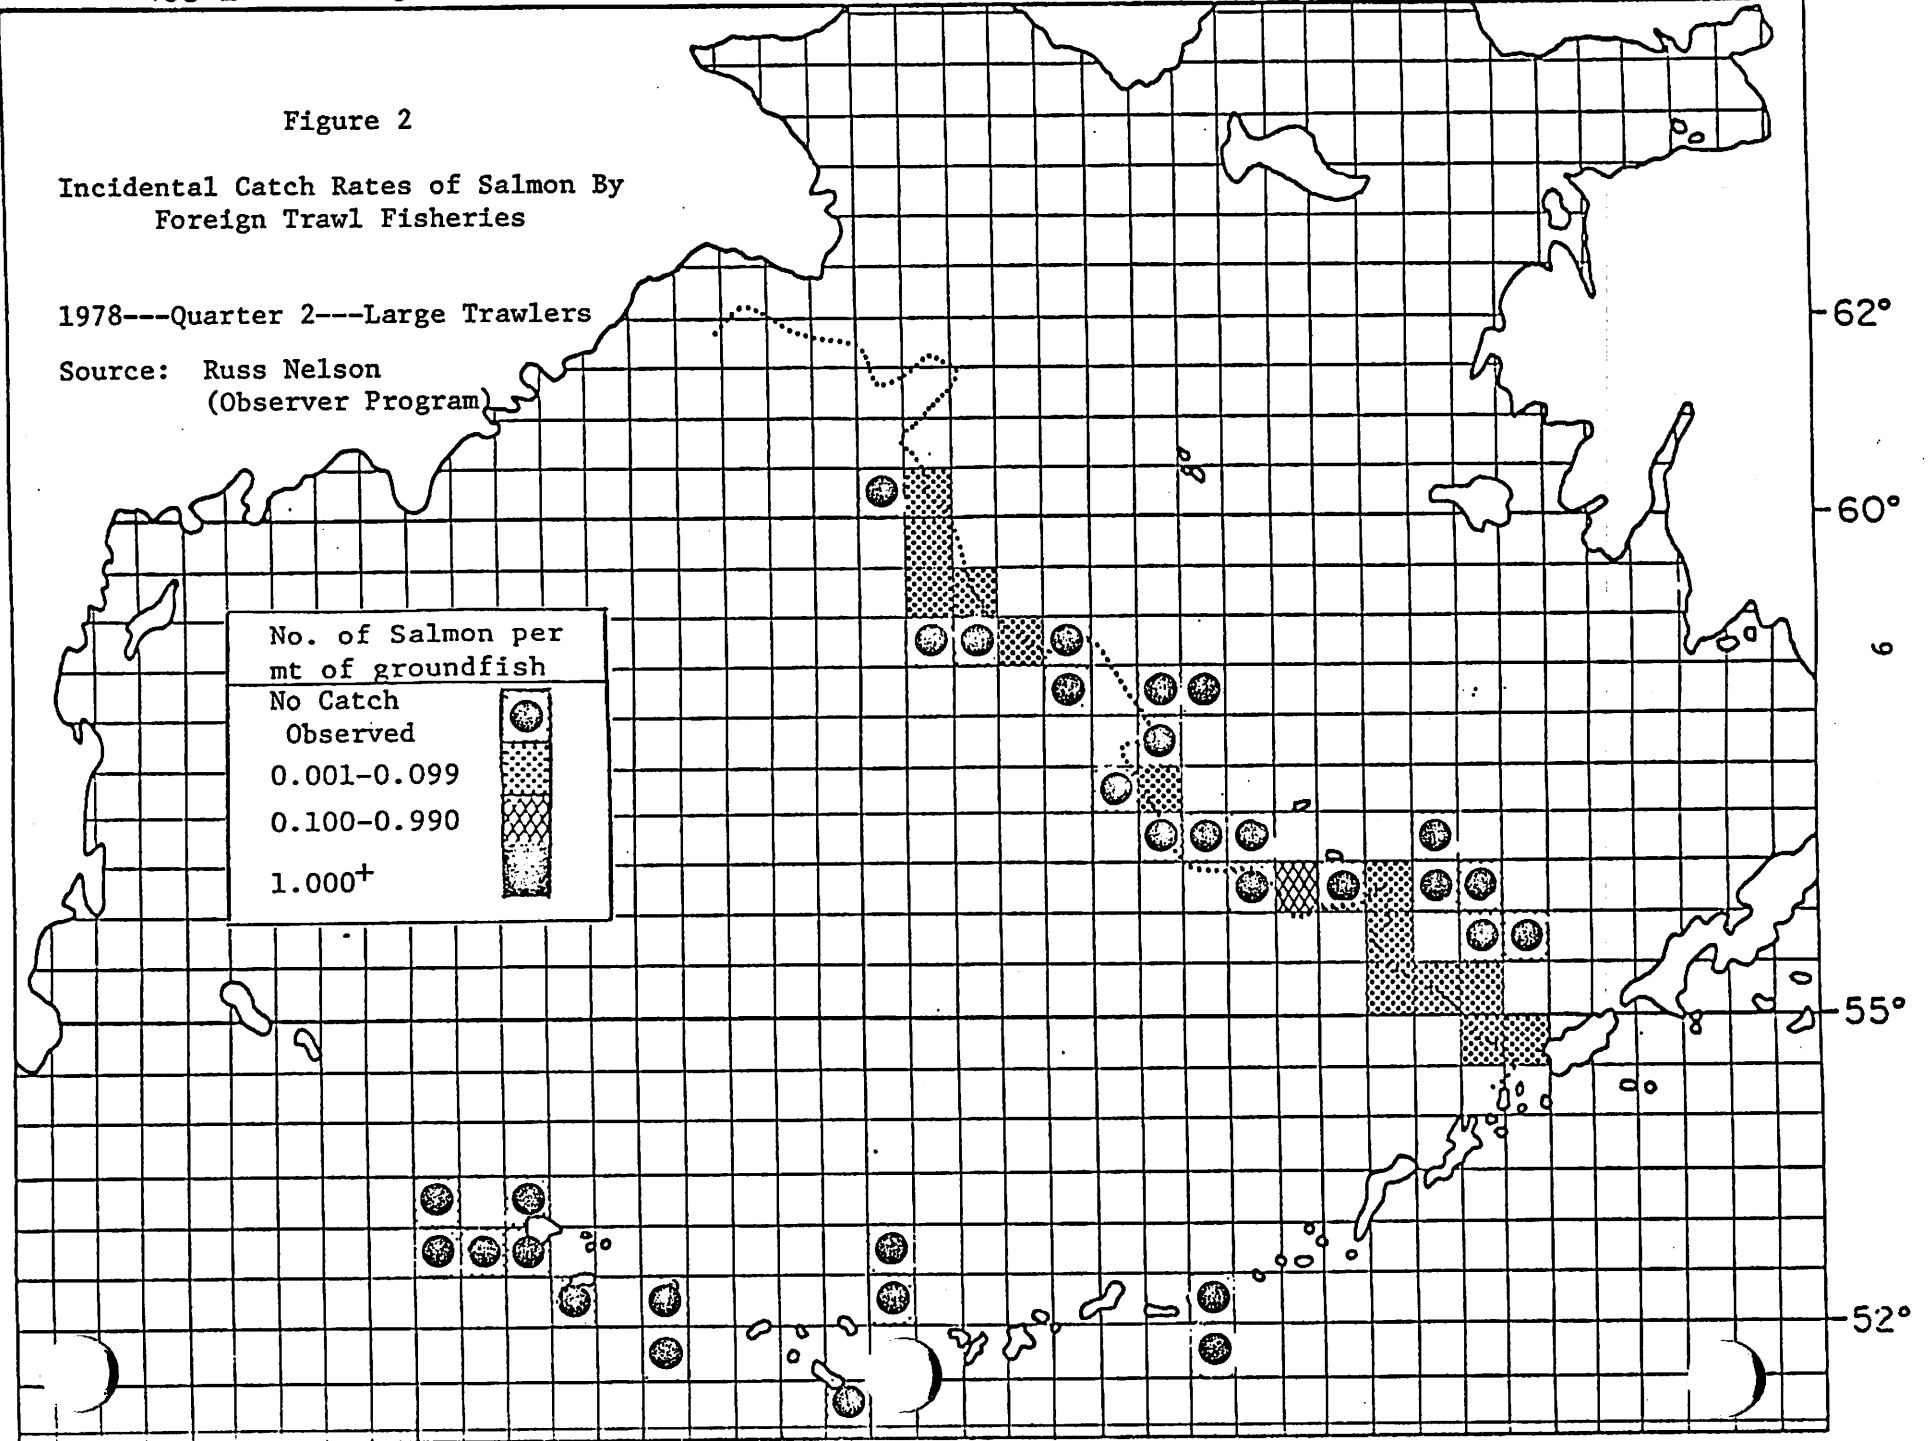 Figure 2
Incidental Catch Rates of Salmon By
Foreign Trawl Fisheries
1978---Quarter 2---Large Trawlers
Source: Russ Nelson
(Observer Program)
62°
60°
6
No. of Salmon per
mt of groundfish
No Catch
Observed
0.001-0.099
0.100-0.990
1.000+
55°
52°